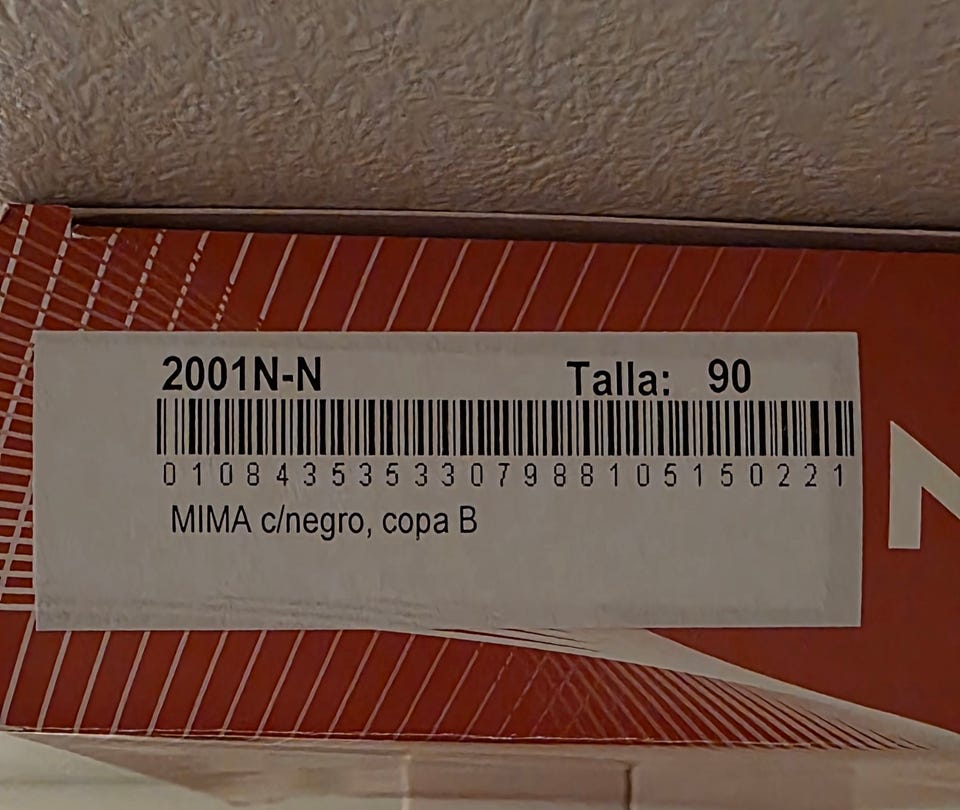 2001N-N Talla: 90
0108435353307988105150221
MIMA c/negro, copa B